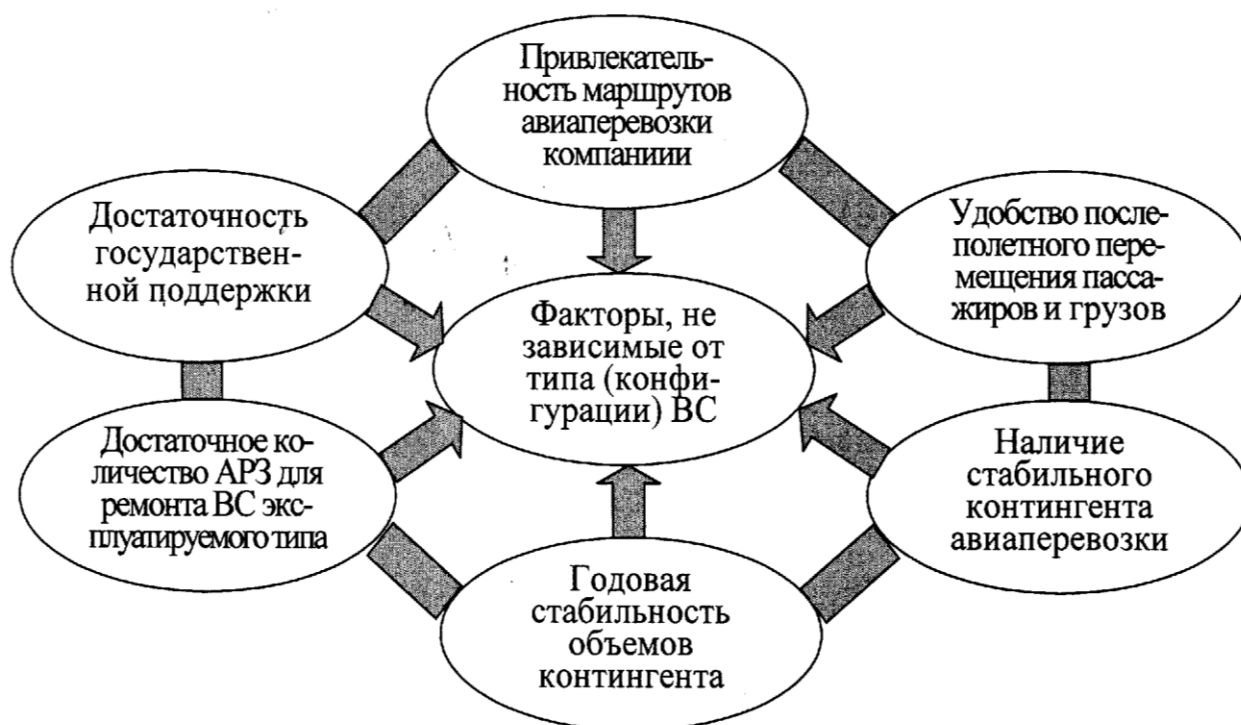 Привлекатель-
ность маршрутов
авиаперевозки
компаниии
Достаточность
государствен-
ной поддержки
Удобство после-
полетного пере-
мещения пасса-
жиров и грузов
Факторы, не
зависимые от
типа (конфи-
гурации) ВС
Достаточное ко-
личество АРЗ для
ремонта ВС экс-
плуатируемого типа
Наличие
стабильного
контингента
авиаперевозки
Годовая
стабильность
объемов
контингента